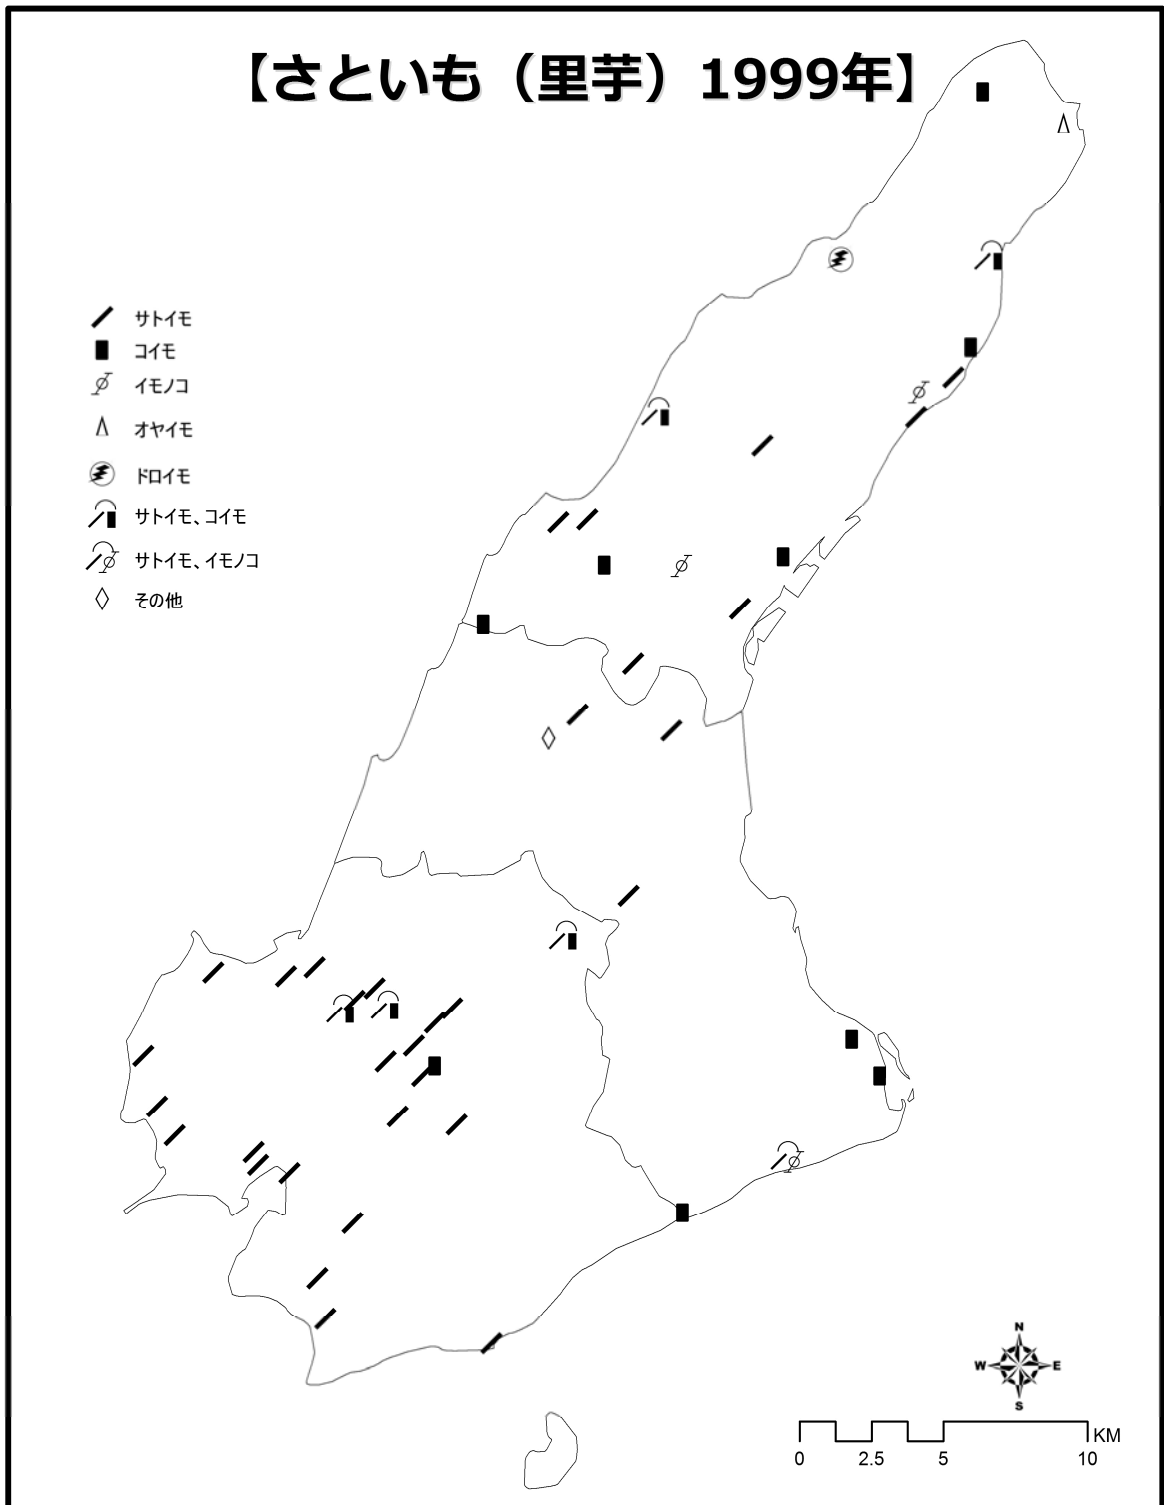 【さといも（里芋）1999年】
サトイモ
コイモ
イモノコ
オヤイモ
ドロイモ
サトイモ、コイモ
サトイモ、イモノコ
その他
N
W E
S
KM
0 2.5 5 10